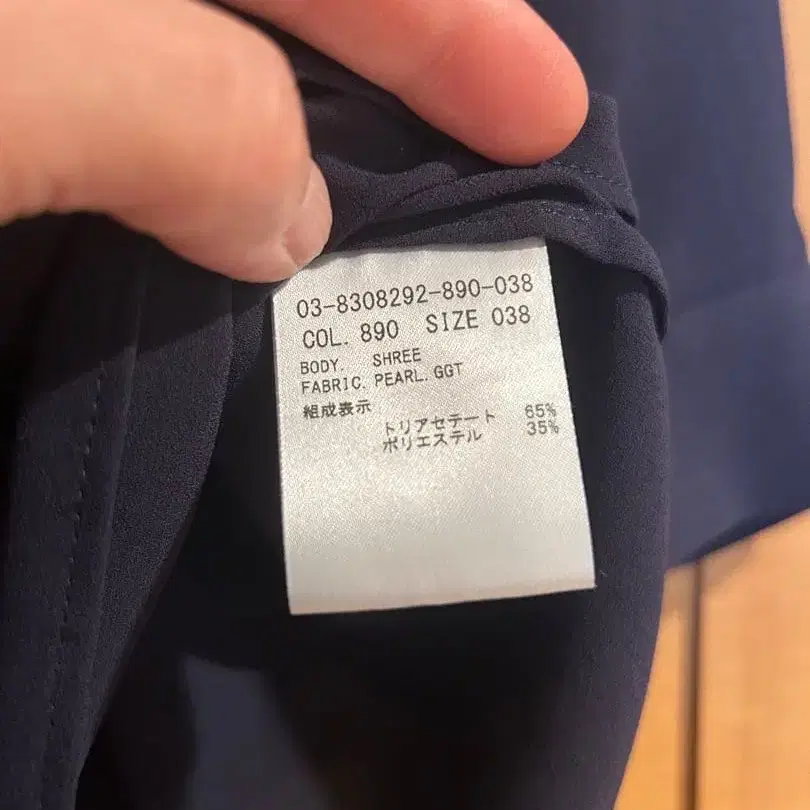 03-8308292-890-038
COL. 890 SIZE 038
BODY. SHREE
FABRIC. PEARL. GGT
組成表示
トリアセテート 65%
ポリエステル 35%